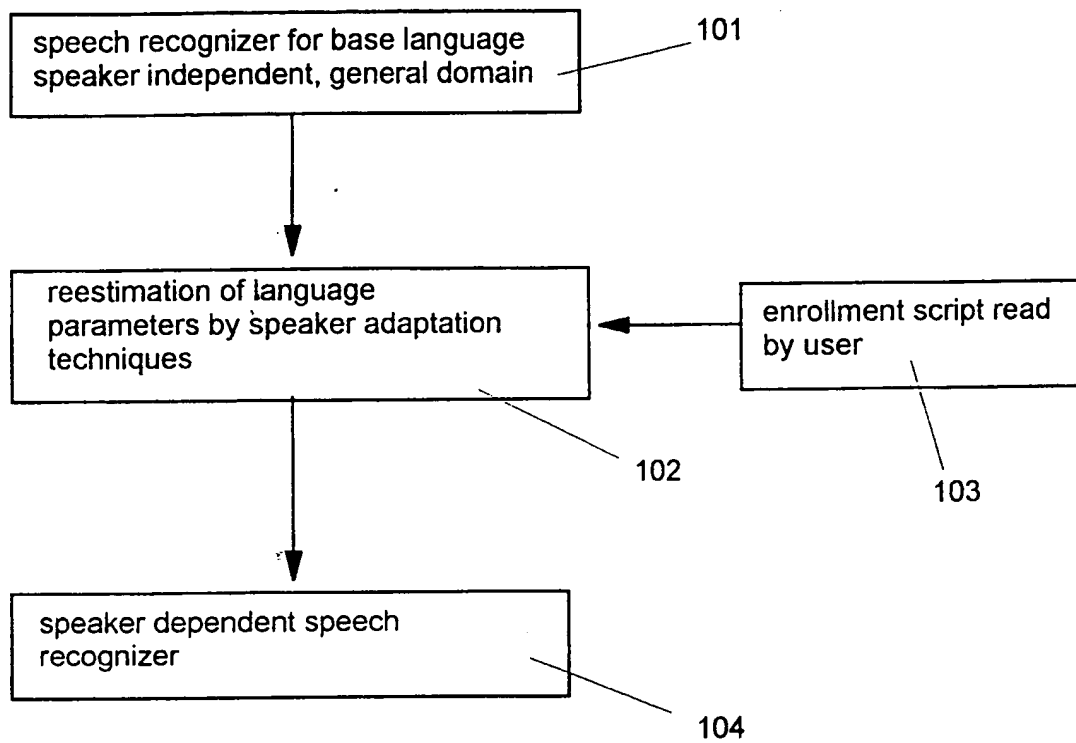 speech recognizer for base language
speaker independent, general domain
101
reestimation of language
parameters by speaker adaptation
techniques
102
enrollment script read
by user
103
speaker dependent speech
recognizer
104